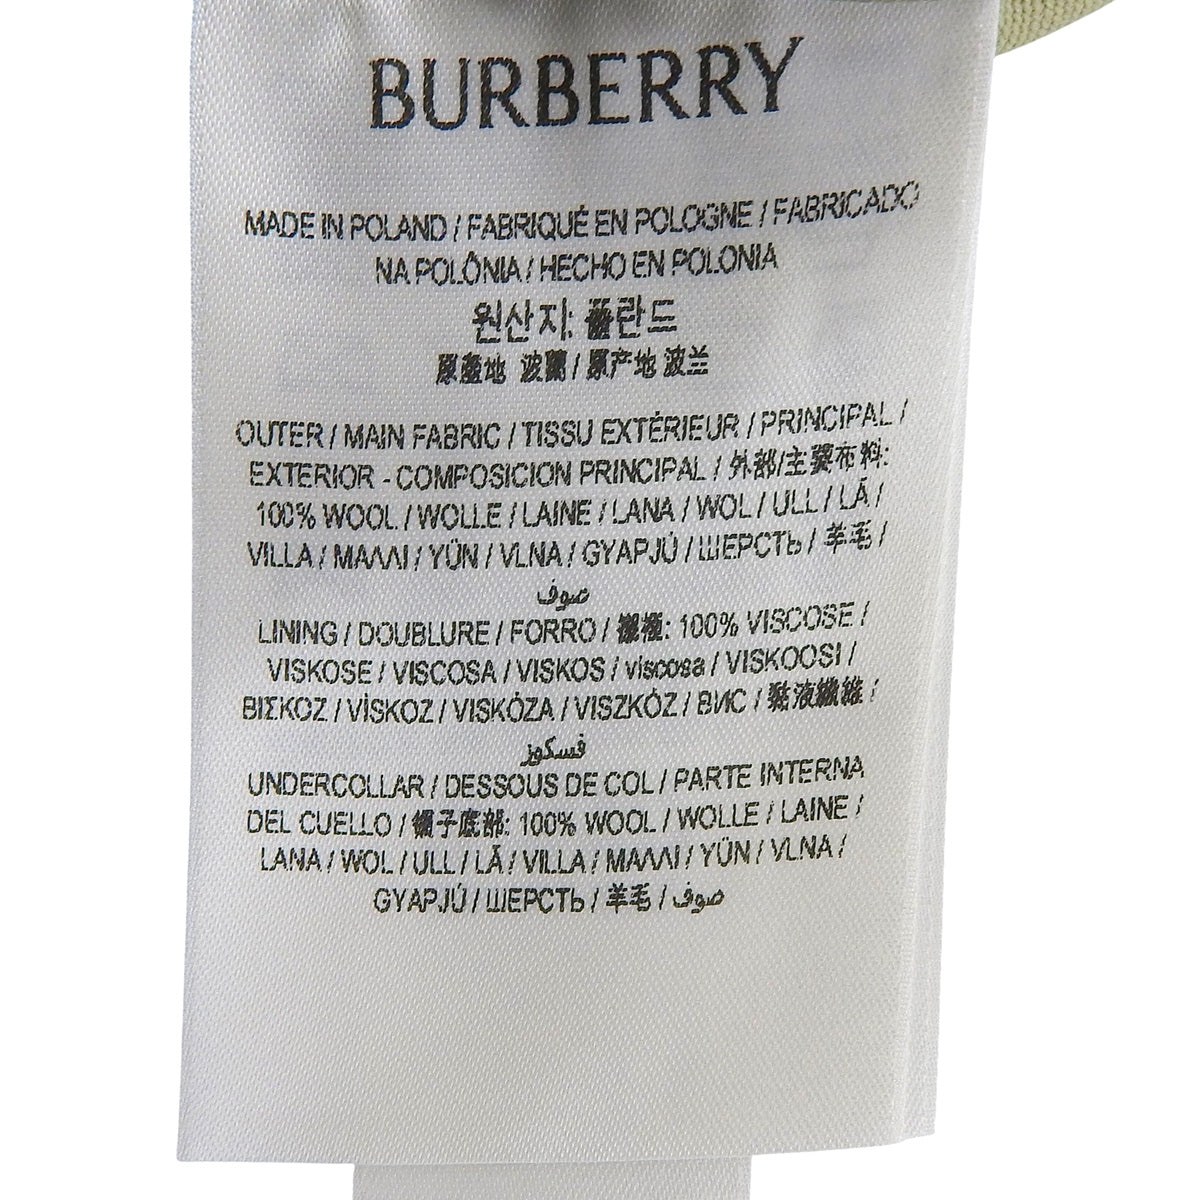 BURBERRY
MADE IN POLAND / FABRIQUÉ EN POLOGNE / FABRICADO
NA POLÔNIA / HECHO EN POLONIA
원산지: 폴란드
原產地 波蘭 / 原产地 波兰
OUTER / MAIN FABRIC / TISSU EXTÉRIEUR / PRINCIPAL /
EXTERIOR - COMPOSICION PRINCIPAL / 外部/主要布料:
100% WOOL / WOLLE / LAINE / LANA / WOL / ULL / LÃ /
VILLA / ΜΑΛΛΙ / YÜN / VLNA / GYAPJÚ / ШЕРСТЬ / 羊毛 /
صوف
LINING / DOUBLURE / FORRO / 襯裡: 100% VISCOSE /
VISKOSE / VISCOSA / VISKOS / viscosa / VISKOOSI /
ΒΙΣΚΟΖ / VİSKOZ / VISKÓZA / VISZKÓZ / ВИС / 黏液纖維 /
فسكوز
UNDERCOLLAR / DESSOUS DE COL / PARTE INTERNA
DEL CUELLO / 領子底部: 100% WOOL / WOLLE / LAINE /
LANA / WOL / ULL / LÃ / VILLA / ΜΑΛΛΙ / YÜN / VLNA /
GYAPJÚ / ШЕРСТЬ / 羊毛 / صوف